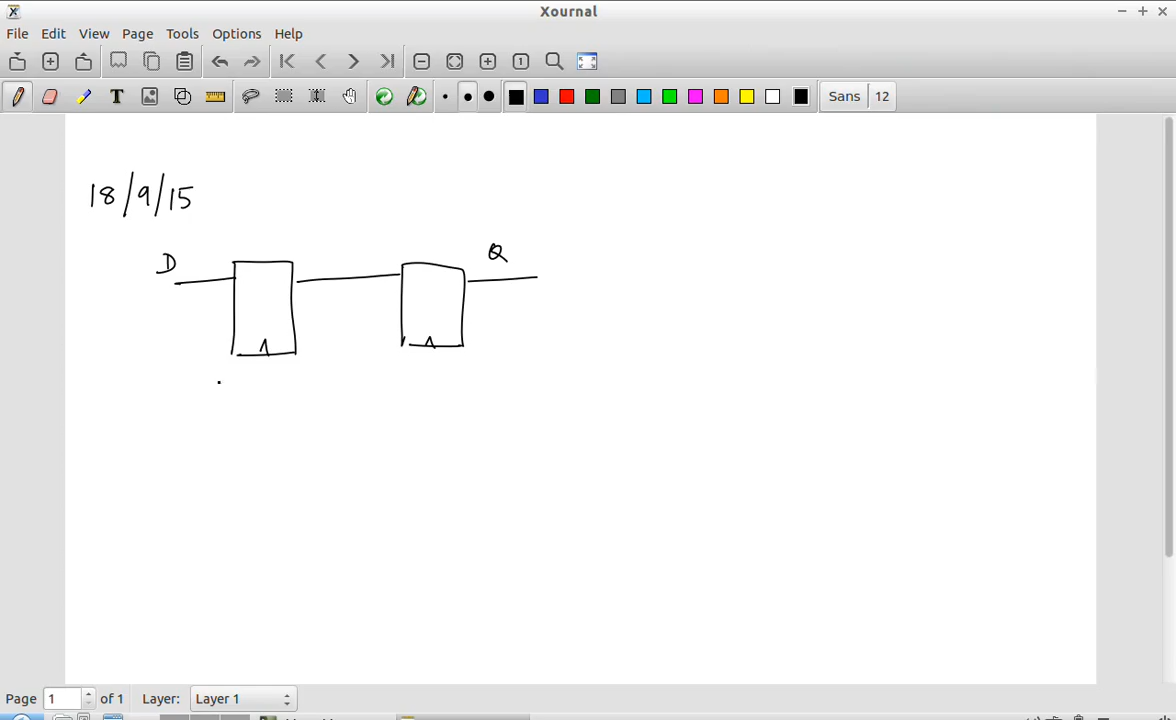 Xournal
File Edit View Page Tools Options Help
Sans 12
18/9/15
D Q
Page 1 of 1 Layer: Layer 1